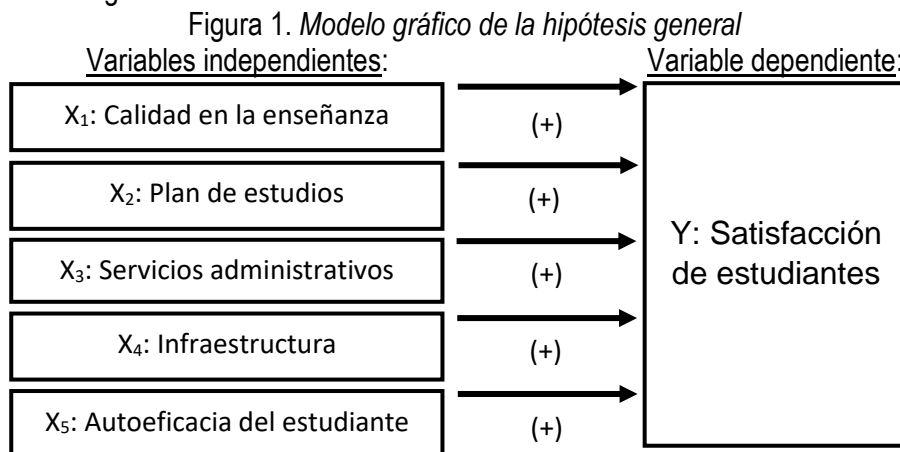 Figura 1. Modelo gráfico de la hipótesis general
Variables independientes:
Variable dependiente:
X₁: Calidad en la enseñanza
(+)
X₂: Plan de estudios
(+)
X₃: Servicios administrativos
(+)
X₄: Infraestructura
(+)
X₅: Autoeficacia del estudiante
(+)
Y: Satisfacción
de estudiantes